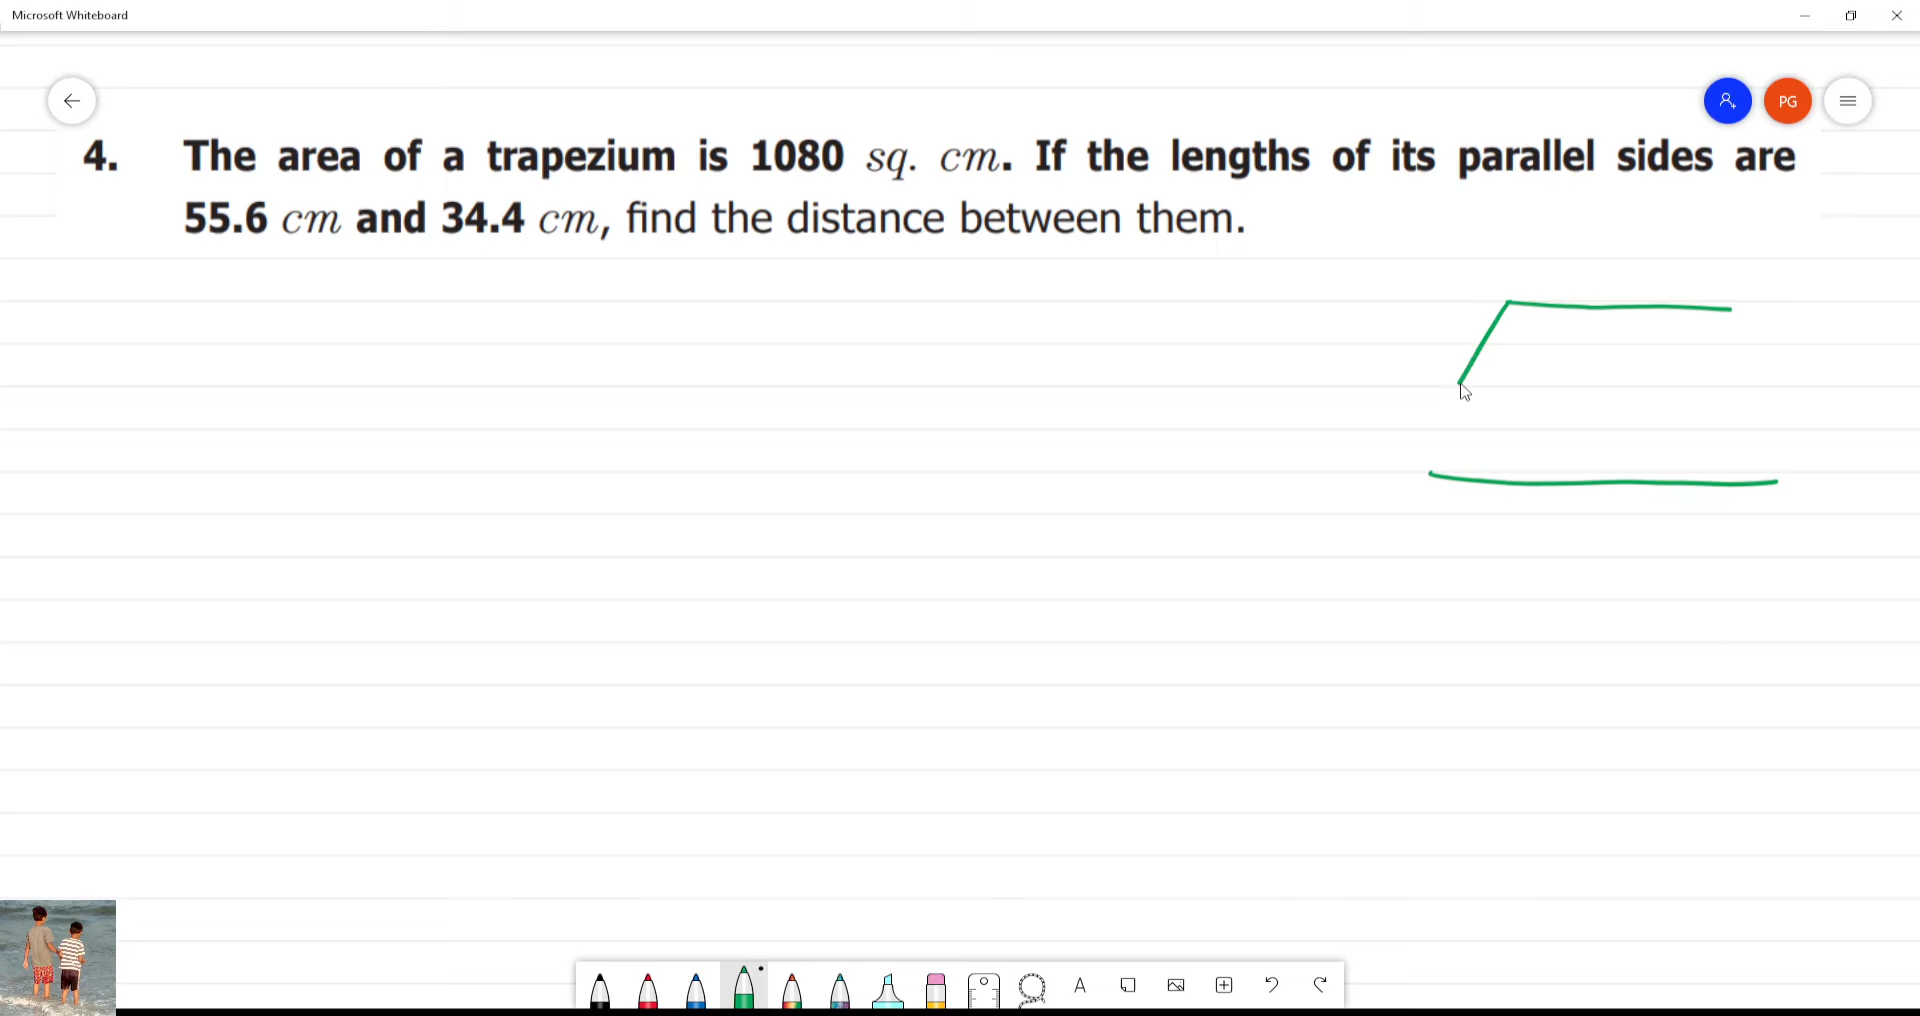 Microsoft Whiteboard
PG
4. The area of a trapezium is 1080 sq. cm. If the lengths of its parallel sides are
55.6 cm and 34.4 cm, find the distance between them.
A